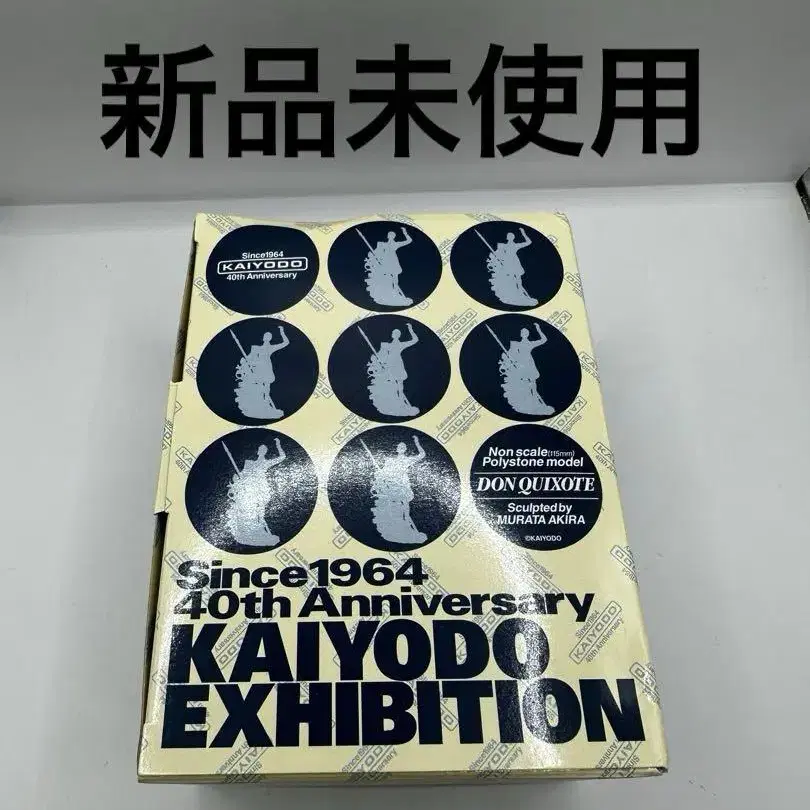 新品未使用
Since1964
KAIYODO
40th Anniversary
Non scale(115mm)
Polystone model
DON QUIXOTE
Sculpted by
MURATA AKIRA
©KAIYODO
Since1964
40th Anniversary
KAIYODO
EXHIBITION